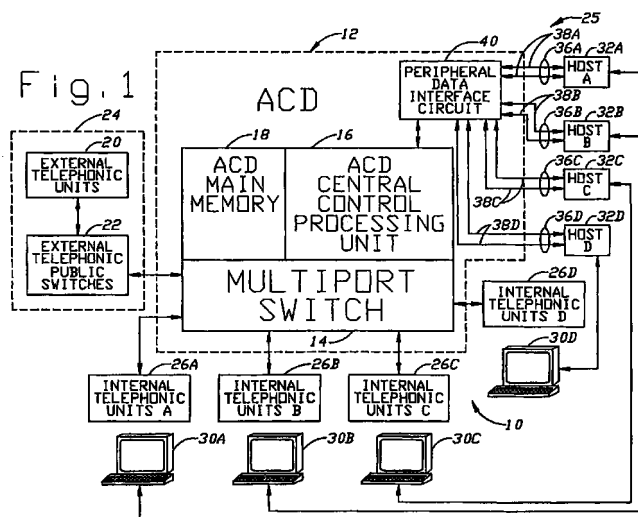 Fig. 1
12
25
38A
36A
32A
HOST
A
40
PERIPHERAL
DATA
INTERFACE
CIRCUIT
38B
36B
32B
HOST
B
36C
32C
HOST
C
38C
36D
32D
HOST
D
38D
ACD
24
20
EXTERNAL
TELEPHONIC
UNITS
22
EXTERNAL
TELEPHONIC
PUBLIC
SWITCHES
18
ACD
MAIN
MEMORY
16
ACD
CENTRAL
CONTROL
PROCESSING
UNIT
MULTIPORT
SWITCH
14
26D
INTERNAL
TELEPHONIC
UNITS D
30D
26A
INTERNAL
TELEPHONIC
UNITS A
26B
INTERNAL
TELEPHONIC
UNITS B
26C
INTERNAL
TELEPHONIC
UNITS C
10
30A
30B
30C